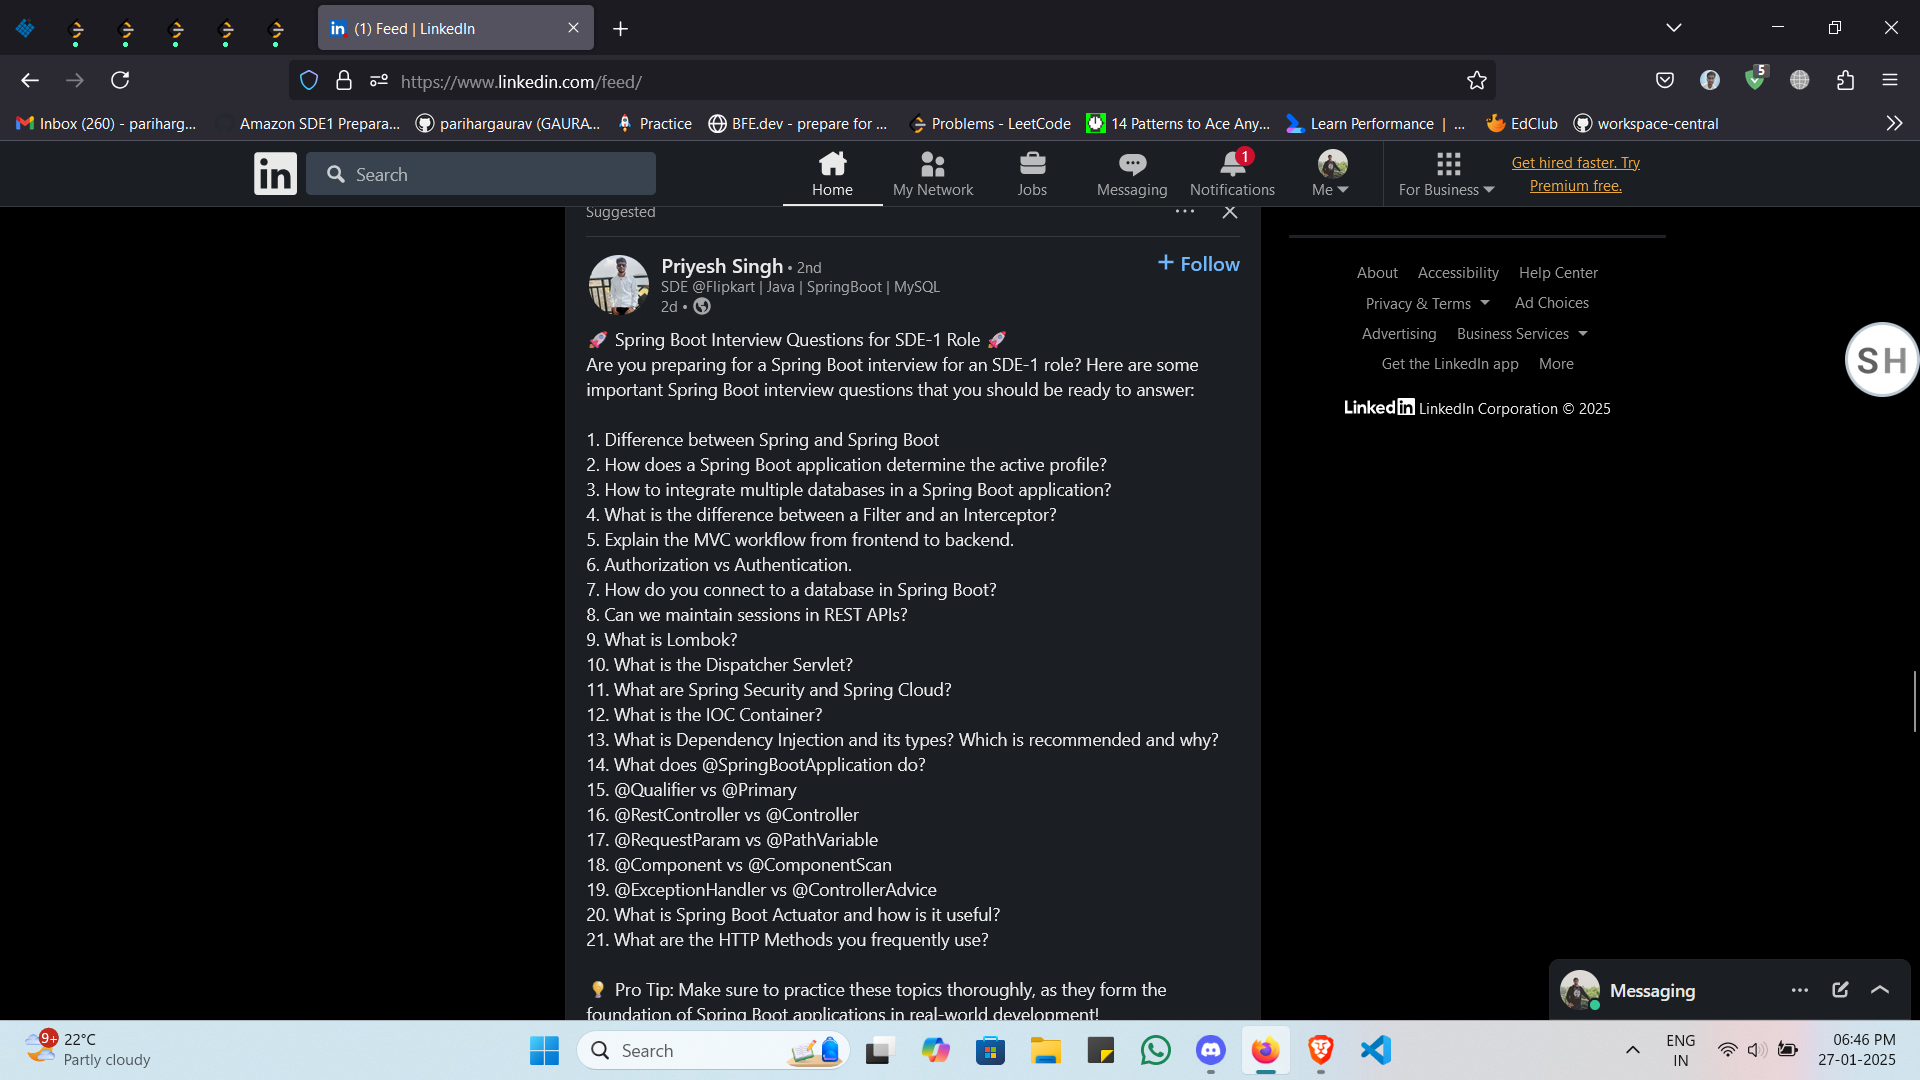 (1) Feed | LinkedIn
https://www.linkedin.com/feed/
5
Inbox (260) - pariharg...
Amazon SDE1 Prepara...
parihargaurav (GAURA...
Practice
BFE.dev - prepare for ...
Problems - LeetCode
14 Patterns to Ace Any...
Learn Performance | ...
EdClub
workspace-central
in
Search
Home
My Network
Jobs
Messaging
1
Notifications
Me
For Business
Get hired faster. Try
Premium free.
Suggested
Priyesh Singh • 2nd
+ Follow
SDE @Flipkart | Java | SpringBoot | MySQL
2d •
🚀 Spring Boot Interview Questions for SDE-1 Role 🚀
Are you preparing for a Spring Boot interview for an SDE-1 role? Here are some
important Spring Boot interview questions that you should be ready to answer:
1. Difference between Spring and Spring Boot
2. How does a Spring Boot application determine the active profile?
3. How to integrate multiple databases in a Spring Boot application?
4. What is the difference between a Filter and an Interceptor?
5. Explain the MVC workflow from frontend to backend.
6. Authorization vs Authentication.
7. How do you connect to a database in Spring Boot?
8. Can we maintain sessions in REST APIs?
9. What is Lombok?
10. What is the Dispatcher Servlet?
11. What are Spring Security and Spring Cloud?
12. What is the IOC Container?
13. What is Dependency Injection and its types? Which is recommended and why?
14. What does @SpringBootApplication do?
15. @Qualifier vs @Primary
16. @RestController vs @Controller
17. @RequestParam vs @PathVariable
18. @Component vs @ComponentScan
19. @ExceptionHandler vs @ControllerAdvice
20. What is Spring Boot Actuator and how is it useful?
21. What are the HTTP Methods you frequently use?
💡 Pro Tip: Make sure to practice these topics thoroughly, as they form the
foundation of Spring Boot applications in real-world development!
About
Accessibility
Help Center
Privacy & Terms
Ad Choices
Advertising
Business Services
Get the LinkedIn app
More
LinkedIn LinkedIn Corporation © 2025
SH
Messaging
9+
22°C
Partly cloudy
Search
ENG
IN
06:46 PM
27-01-2025